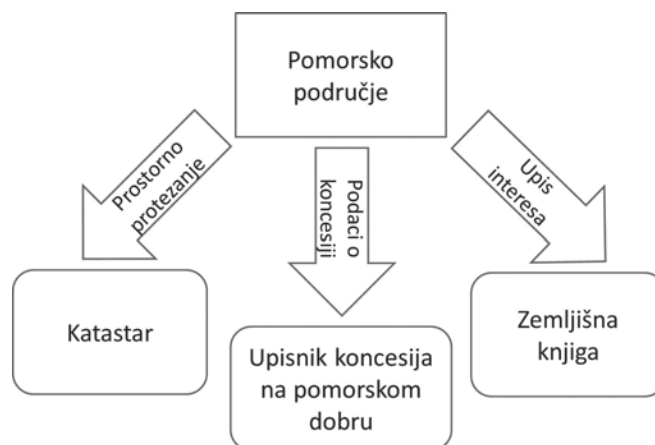 Pomorsko
područje
Prostorno
protezanje
Podaci o
koncesiji
Upis
interesa
Katastar
Upisnik koncesija
na pomorskom
dobru
Zemljišna
knjiga